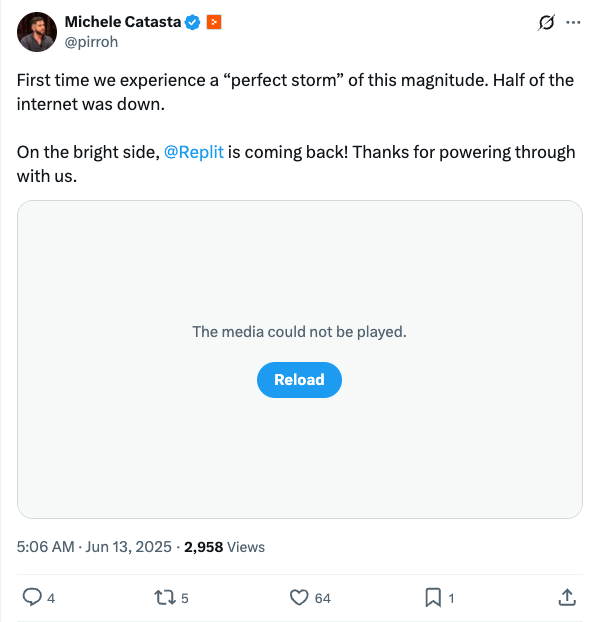 Michele Catasta
@pirroh
First time we experience a “perfect storm” of this magnitude. Half of the
internet was down.
On the bright side, @Replit is coming back! Thanks for powering through
with us.
The media could not be played.
Reload
5:06 AM · Jun 13, 2025 · 2,958 Views
4 5 64 1